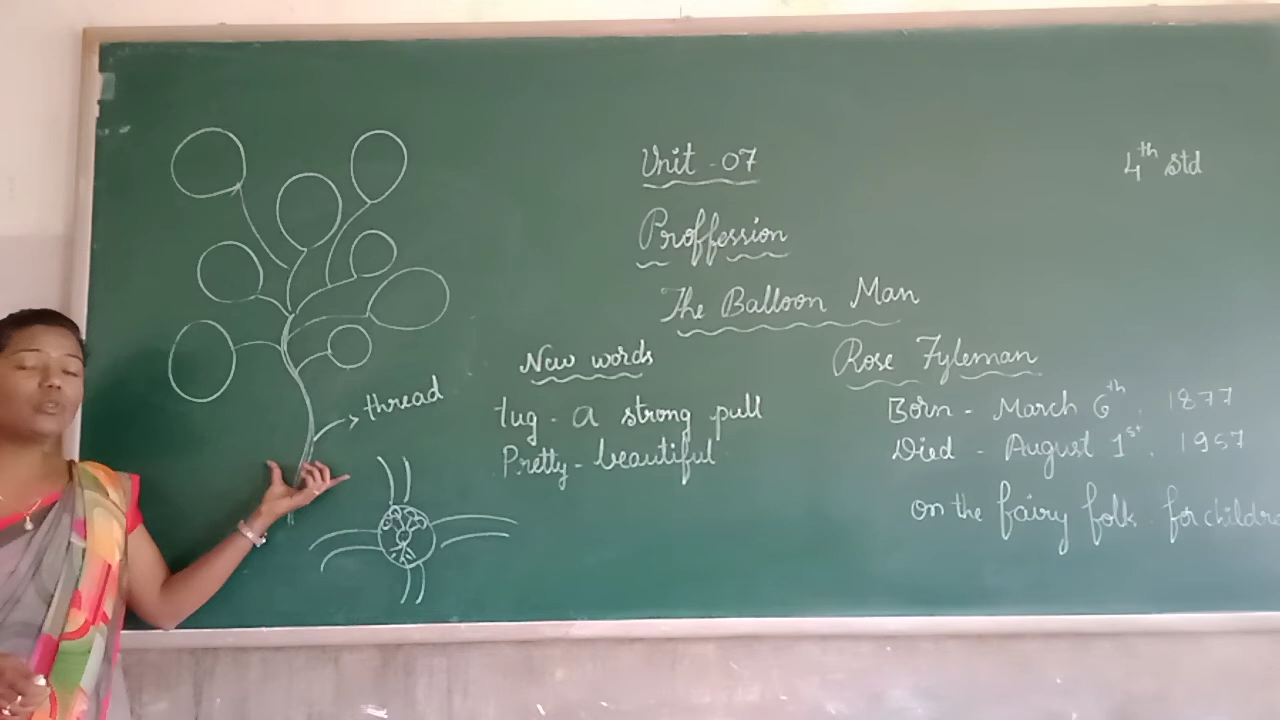 Unit - 07
4th std
Proffession
The Balloon Man
New words
tug - a strong pull
Pretty - beautiful
Rose Fyleman
Born - March 6th, 1877
Died - August 1st, 1957
on the fairy folk for childre
thread